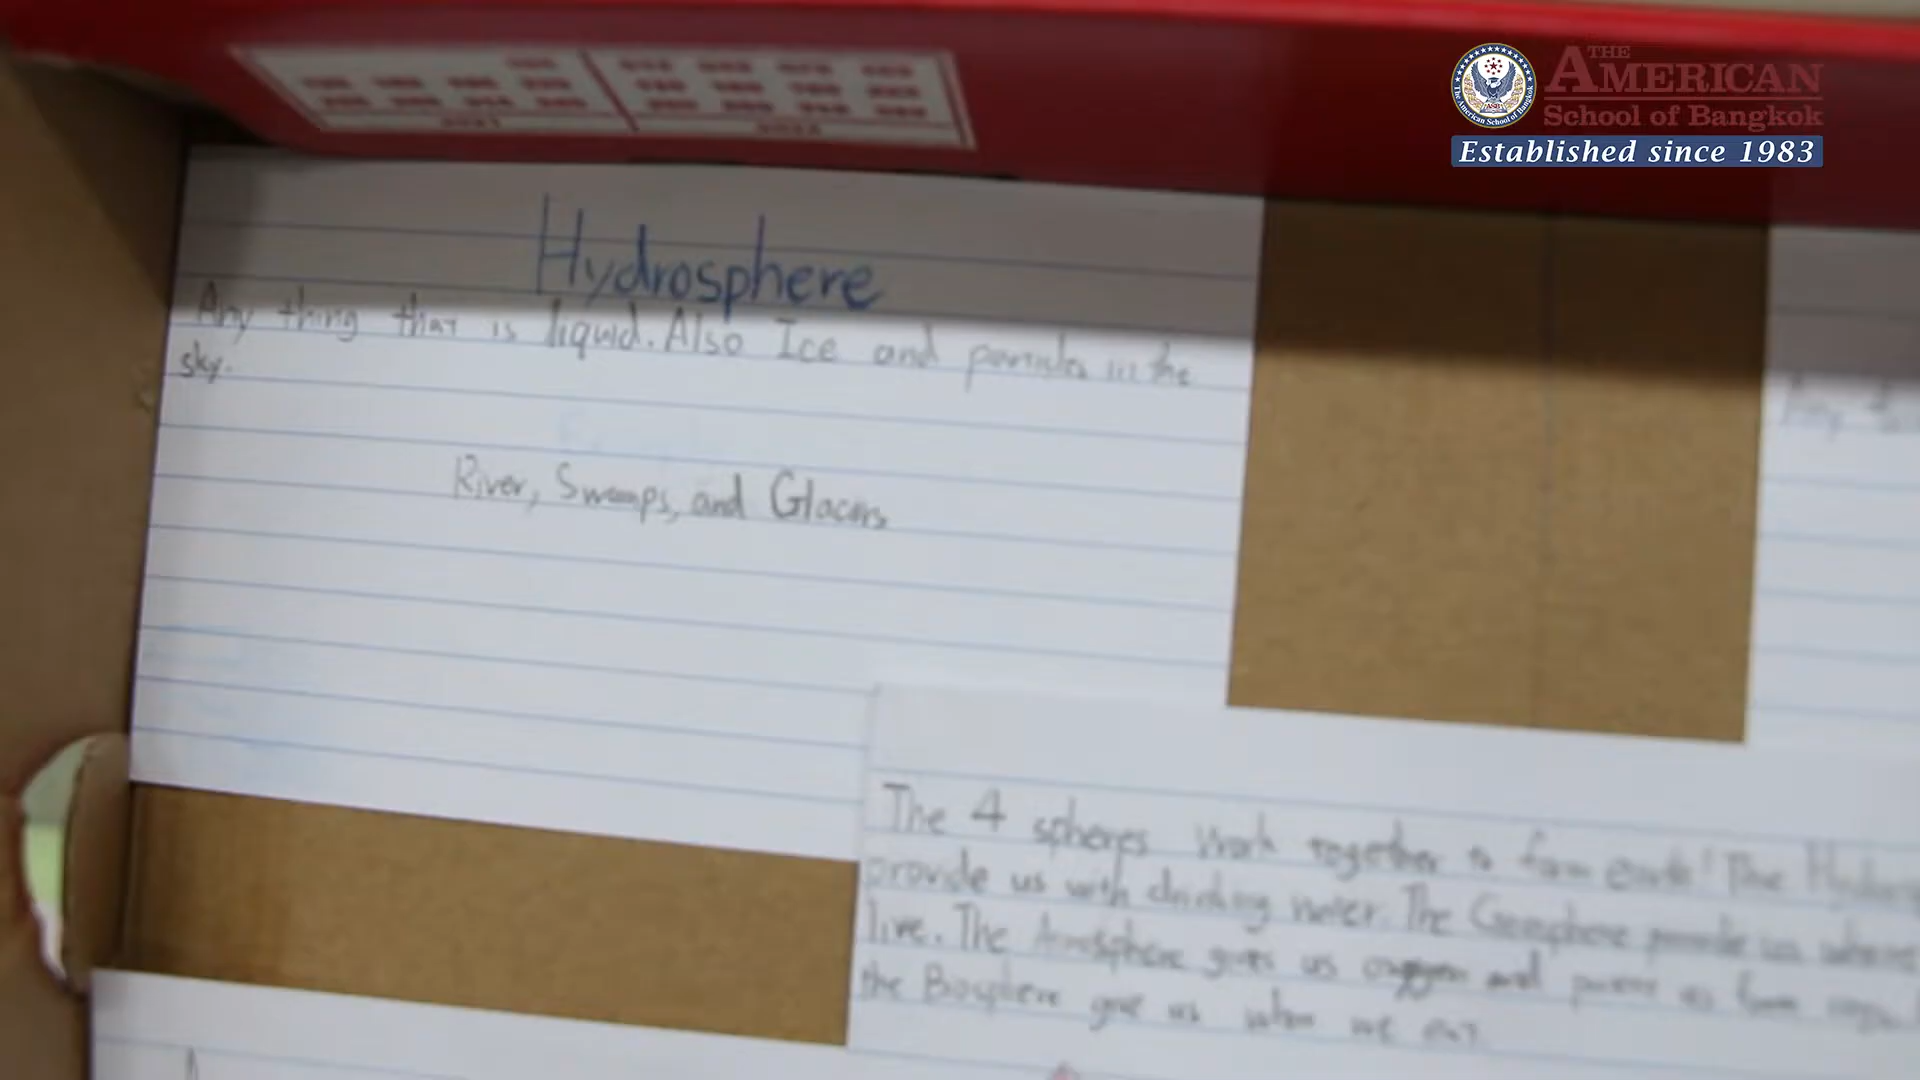 THE
AMERICAN
School of Bangkok
Established since 1983
Hydrosphere
Any thing that is liquid. Also Ice and particles in the
sky.
River, Swamps, and Glaciers
The 4 spheres work together to form earth! The
provide us with drinking water. The Geosphere provide us where
live. The Atmosphere gives us oxygen and
the Biosphere give us what we eat.